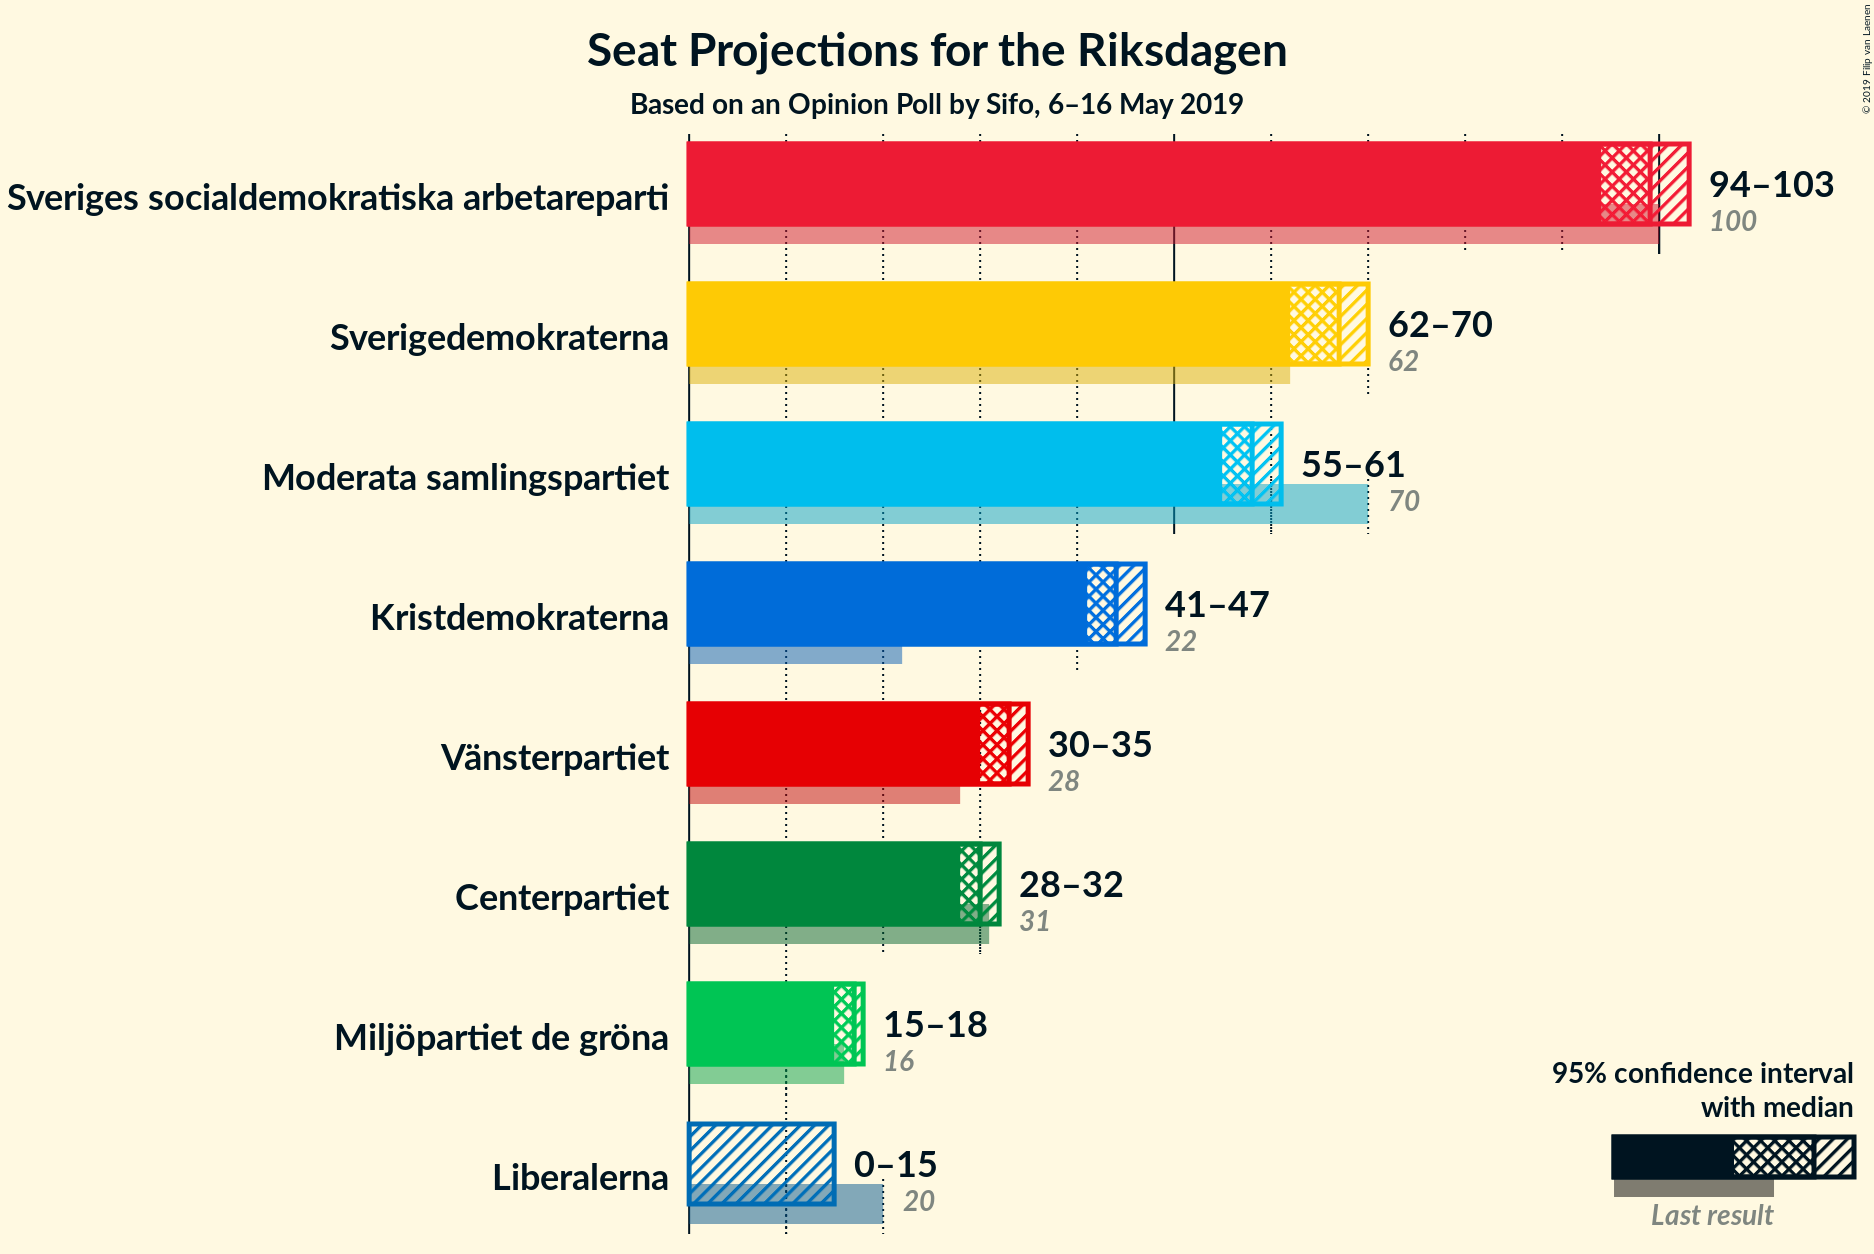 Seat Projections for the Riksdagen
Based on an Opinion Poll by Sifo, 6–16 May 2019
© 2019 Filip van Laenen
Sveriges socialdemokratiska arbetareparti
94–103
100
Sverigedemokraterna
62–70
62
Moderata samlingspartiet
55–61
70
Kristdemokraterna
41–47
22
Vänsterpartiet
30–35
28
Centerpartiet
28–32
31
Miljöpartiet de gröna
15–18
16
Liberalerna
0–15
20
95% confidence interval
with median
Last result